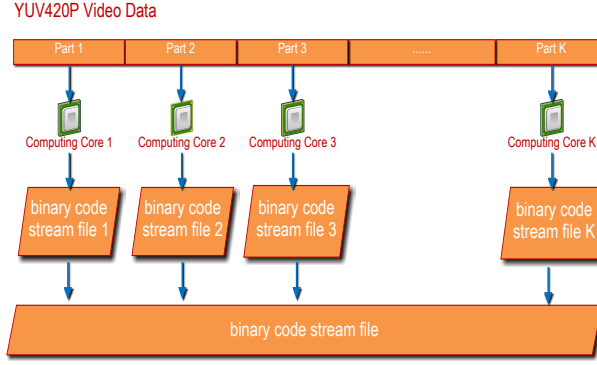 YUV420P Video Data
Part 1 Part 2 Part 3 ...... Part K
Computing Core 1 Computing Core 2 Computing Core 3 Computing Core K
binary code
stream file 1
binary code
stream file 2
binary code
stream file 3
binary code
stream file K
binary code stream file